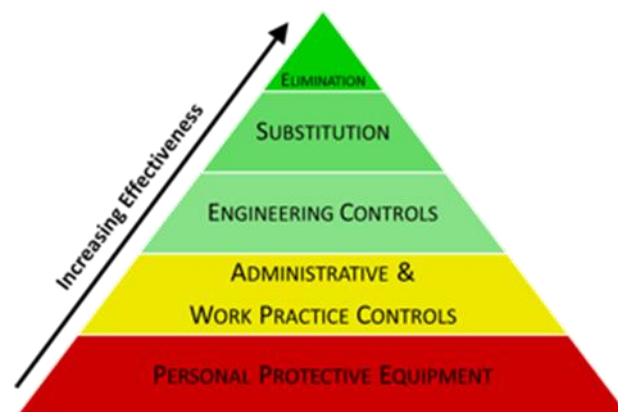 Increasing Effectiveness
ELIMINATION
SUBSTITUTION
ENGINEERING CONTROLS
ADMINISTRATIVE &
WORK PRACTICE CONTROLS
PERSONAL PROTECTIVE EQUIPMENT